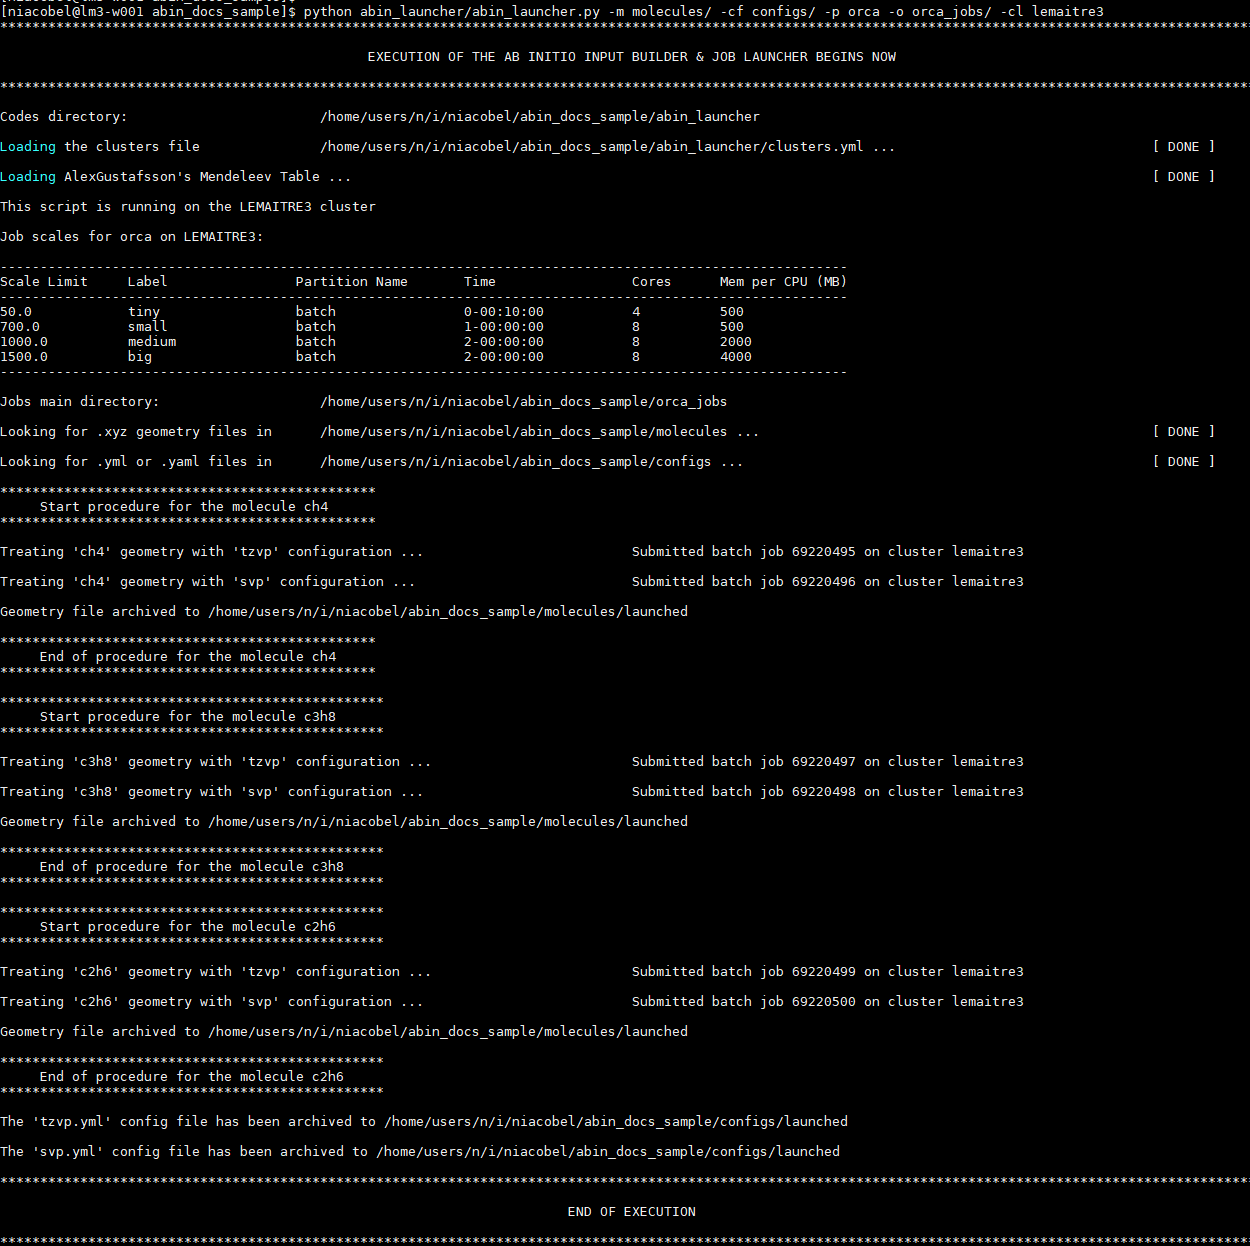 [niacobel@lm3-w001 abin_docs_sample]$
[niacobel@lm3-w001 abin_docs_sample]$ python abin_launcher/abin_launcher.py -m molecules/ -cf configs/ -p orca -o orca_jobs/ -cl lemaitre3
************************************************************************************************************************************************************
EXECUTION OF THE AB INITIO INPUT BUILDER & JOB LAUNCHER BEGINS NOW
************************************************************************************************************************************************************
Codes directory: /home/users/n/i/niacobel/abin_docs_sample/abin_launcher
Loading the clusters file /home/users/n/i/niacobel/abin_docs_sample/abin_launcher/clusters.yml ... [ DONE ]
Loading AlexGustafsson's Mendeleev Table ... [ DONE ]
This script is running on the LEMAITRE3 cluster
Job scales for orca on LEMAITRE3:
----------------------------------------------------------------------------------------------------------
Scale Limit Label Partition Name Time Cores Mem per CPU (MB)
----------------------------------------------------------------------------------------------------------
50.0 tiny batch 0-00:10:00 4 500
700.0 small batch 1-00:00:00 8 500
1000.0 medium batch 2-00:00:00 8 2000
1500.0 big batch 2-00:00:00 8 4000
----------------------------------------------------------------------------------------------------------
Jobs main directory: /home/users/n/i/niacobel/abin_docs_sample/orca_jobs
Looking for .xyz geometry files in /home/users/n/i/niacobel/abin_docs_sample/molecules ... [ DONE ]
Looking for .yml or .yaml files in /home/users/n/i/niacobel/abin_docs_sample/configs ... [ DONE ]
***********************************************
Start procedure for the molecule ch4
***********************************************
Treating 'ch4' geometry with 'tzvp' configuration ... Submitted batch job 69220495 on cluster lemaitre3
Treating 'ch4' geometry with 'svp' configuration ... Submitted batch job 69220496 on cluster lemaitre3
Geometry file archived to /home/users/n/i/niacobel/abin_docs_sample/molecules/launched
***********************************************
End of procedure for the molecule ch4
***********************************************
************************************************
Start procedure for the molecule c3h8
************************************************
Treating 'c3h8' geometry with 'tzvp' configuration ... Submitted batch job 69220497 on cluster lemaitre3
Treating 'c3h8' geometry with 'svp' configuration ... Submitted batch job 69220498 on cluster lemaitre3
Geometry file archived to /home/users/n/i/niacobel/abin_docs_sample/molecules/launched
************************************************
End of procedure for the molecule c3h8
************************************************
************************************************
Start procedure for the molecule c2h6
************************************************
Treating 'c2h6' geometry with 'tzvp' configuration ... Submitted batch job 69220499 on cluster lemaitre3
Treating 'c2h6' geometry with 'svp' configuration ... Submitted batch job 69220500 on cluster lemaitre3
Geometry file archived to /home/users/n/i/niacobel/abin_docs_sample/molecules/launched
************************************************
End of procedure for the molecule c2h6
************************************************
The 'tzvp.yml' config file has been archived to /home/users/n/i/niacobel/abin_docs_sample/configs/launched
The 'svp.yml' config file has been archived to /home/users/n/i/niacobel/abin_docs_sample/configs/launched
************************************************************************************************************************************************************
END OF EXECUTION
************************************************************************************************************************************************************